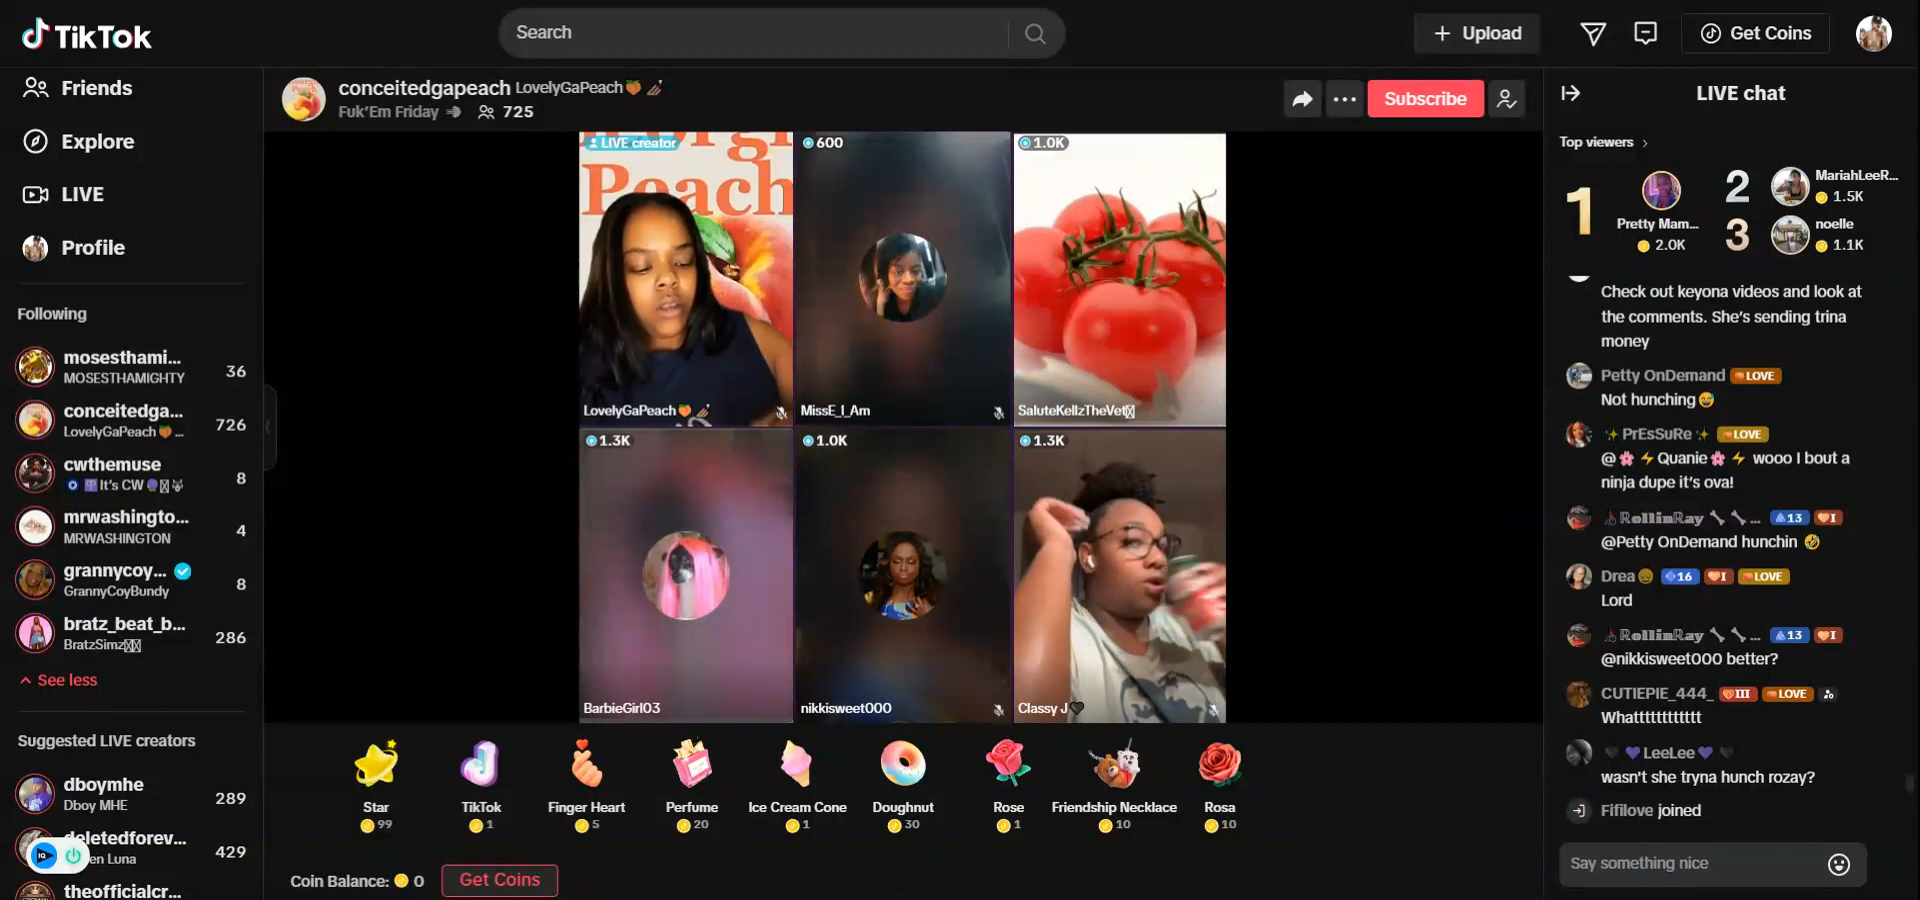 TikTok
Search
Upload
Get Coins
Friends
Explore
LIVE
Profile
Following
mosesthami...
MOSESTHAMIGHTY
36
conceitedga...
LovelyGaPeach🍑...
726
cwthemuse
🧿 It's CW
8
mrwashingto...
MRWASHINGTON
4
grannycoy...
GrannyCoyBundy
8
bratz_beat_b...
BratzSimz
286
See less
Suggested LIVE creators
dboymhe
Dboy MHE
289
deletedforev...
en Luna
429
theofficialcr...
conceitedgapeach LovelyGaPeach🍑💅🏾
Fuk'Em Friday 725
Subscribe
Peach
LIVE creator
LovelyGaPeach🍑💅🏾
600
MissE_I_Am
1.0K
SaluteKellzTheVet
1.3K
BarbieGirl03
1.0K
nikkisweet000
1.3K
Classy J🖤
Star
99
TikTok
1
Finger Heart
5
Perfume
20
Ice Cream Cone
1
Doughnut
30
Rose
1
Friendship Necklace
10
Rosa
10
Coin Balance: 0
Get Coins
LIVE chat
Top viewers
1
Pretty Mam...
2.0K
2
MariahLeeR...
1.5K
3
noelle
1.1K
Check out keyona videos and look at
the comments. She's sending trina
money
Petty OnDemand LOVE
Not hunching😅
✨PrEsSuRe✨ LOVE
@🌸⚡Quanie🌸⚡ wooo I bout a
ninja dupe it's ova!
ℝ𝕠𝕝𝕝𝕚𝕟ℝ𝕒𝕪 🦴🦴... 13 I
@Petty OnDemand hunchin 🤣
Drea 16 I LOVE
Lord
ℝ𝕠𝕝𝕝𝕚𝕟ℝ𝕒𝕪 🦴🦴... 13 I
@nikkisweet000 better?
CUTIEPIE_444_ III LOVE
Whattttttttttt
🖤💜LeeLee💜🖤
wasn't she tryna hunch rozay?
Fifilove joined
Say something nice